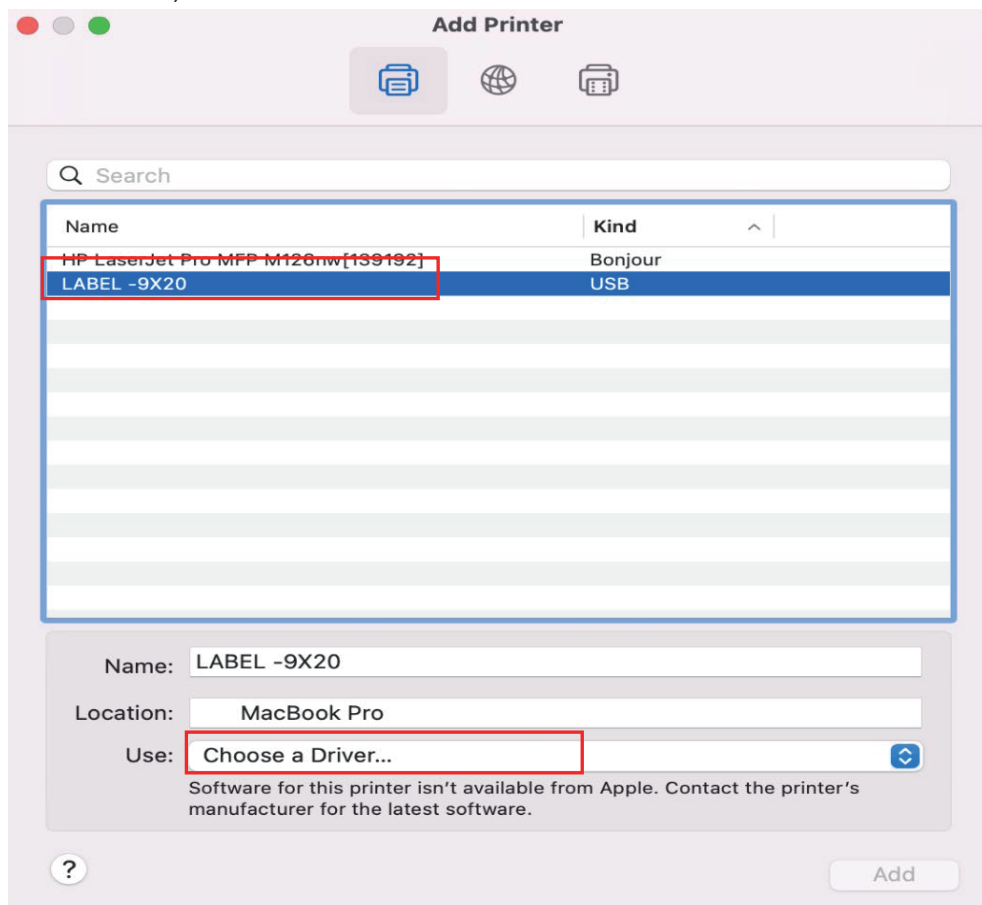 Add Printer
Search
Name Kind
HP LaserJet Pro MFP M126nw[139192] Bonjour
LABEL -9X20 USB
Name: LABEL -9X20
Location: MacBook Pro
Use: Choose a Driver...
Software for this printer isn't available from Apple. Contact the printer's
manufacturer for the latest software.
?
Add